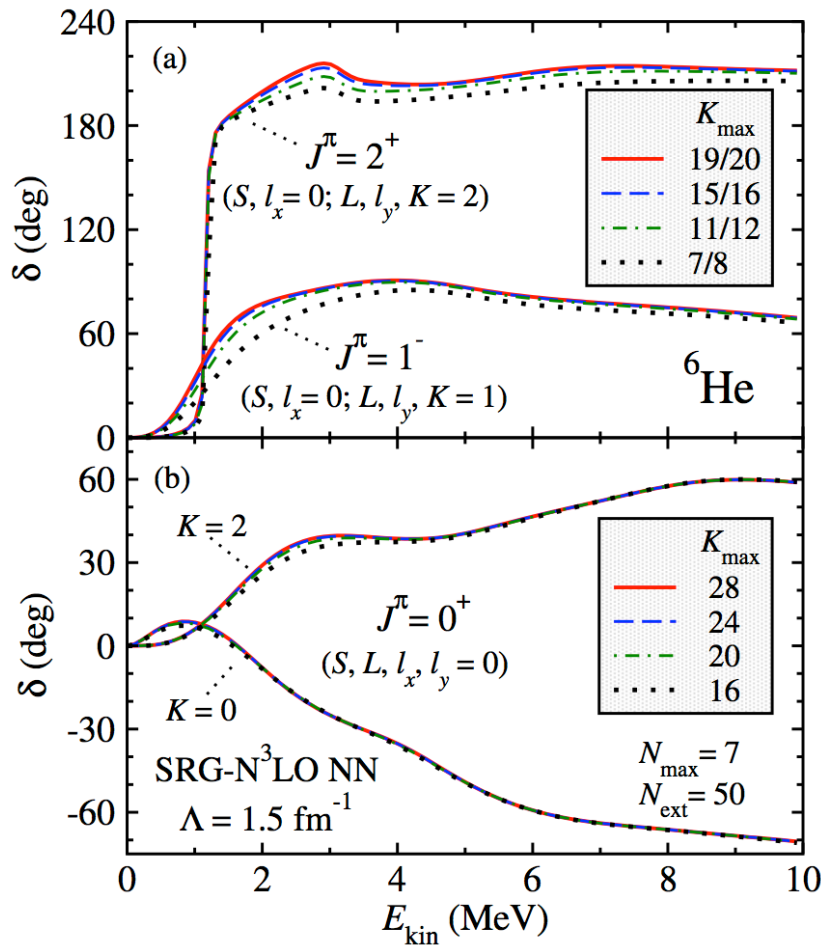 (a)
240
180
120
60
0
δ (deg)
J^π = 2^+
(S, l_x = 0; L, l_y, K = 2)
K_max
19/20
15/16
11/12
7/8
J^π = 1^-
(S, l_x = 0; L, l_y, K = 1)
^6He
(b)
60
30
0
-30
-60
δ (deg)
K = 2
J^π = 0^+
(S, L, l_x, l_y = 0)
K = 0
K_max
28
24
20
16
SRG-N^3LO NN
Λ = 1.5 fm^-1
N_max = 7
N_ext = 50
0 2 4 6 8 10
E_kin (MeV)